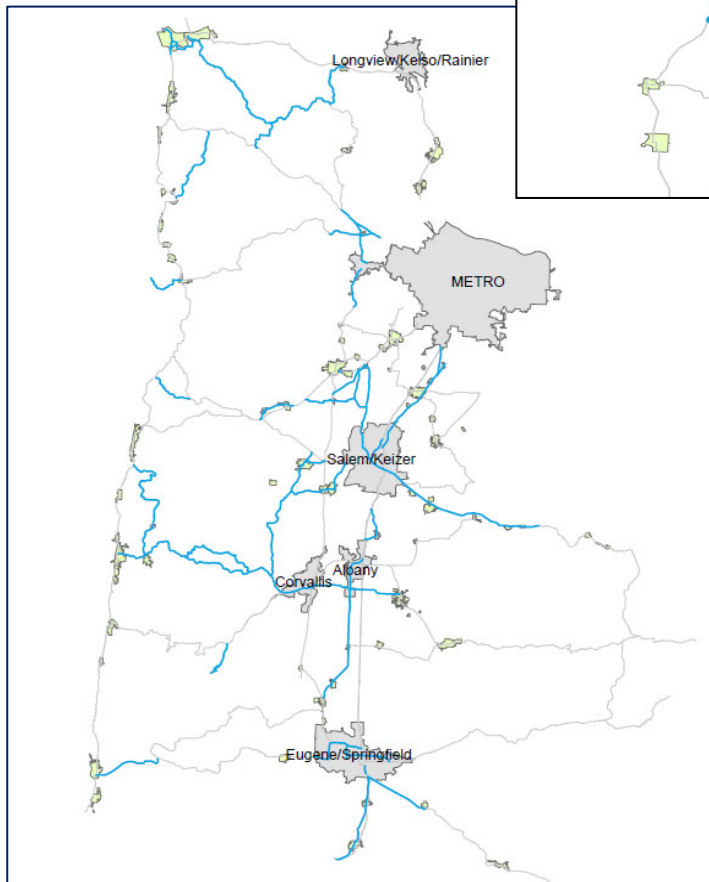 Longview/Kelso/Rainier
METRO
Salem/Keizer
Albany
Corvallis
Eugene/Springfield